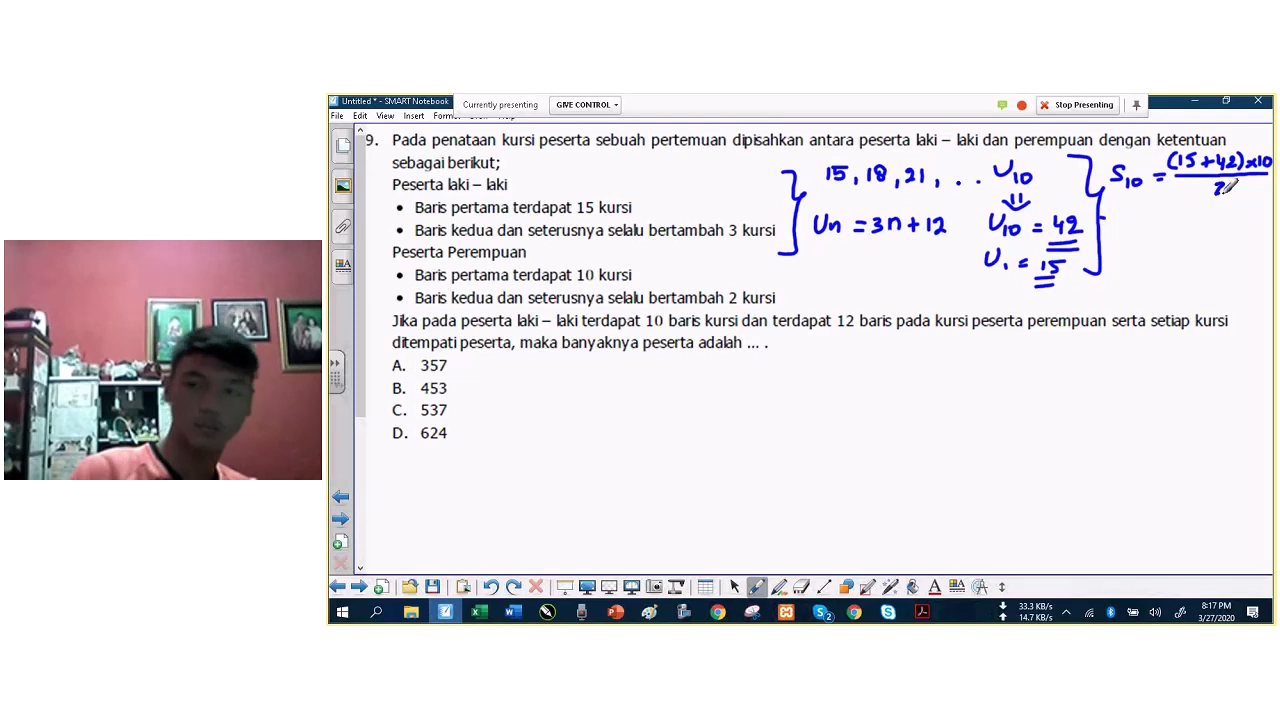 Untitled * - SMART Notebook
Currently presenting
GIVE CONTROL
Stop Presenting
File Edit View Insert
9. Pada penataan kursi peserta sebuah pertemuan dipisahkan antara peserta laki – laki dan perempuan dengan ketentuan
sebagai berikut;
Peserta laki – laki
• Baris pertama terdapat 15 kursi
• Baris kedua dan seterusnya selalu bertambah 3 kursi
Peserta Perempuan
• Baris pertama terdapat 10 kursi
• Baris kedua dan seterusnya selalu bertambah 2 kursi
Jika pada peserta laki – laki terdapat 10 baris kursi dan terdapat 12 baris pada kursi peserta perempuan serta setiap kursi
ditempati peserta, maka banyaknya peserta adalah ... .
A. 357
B. 453
C. 537
D. 624
15, 18, 21, ... U10
Un = 3n + 12
U10 = 42
U1 = 15
S10 = (15 + 42) x 10
2
33.3 KB/s
14.7 KB/s
8:17 PM
3/27/2020